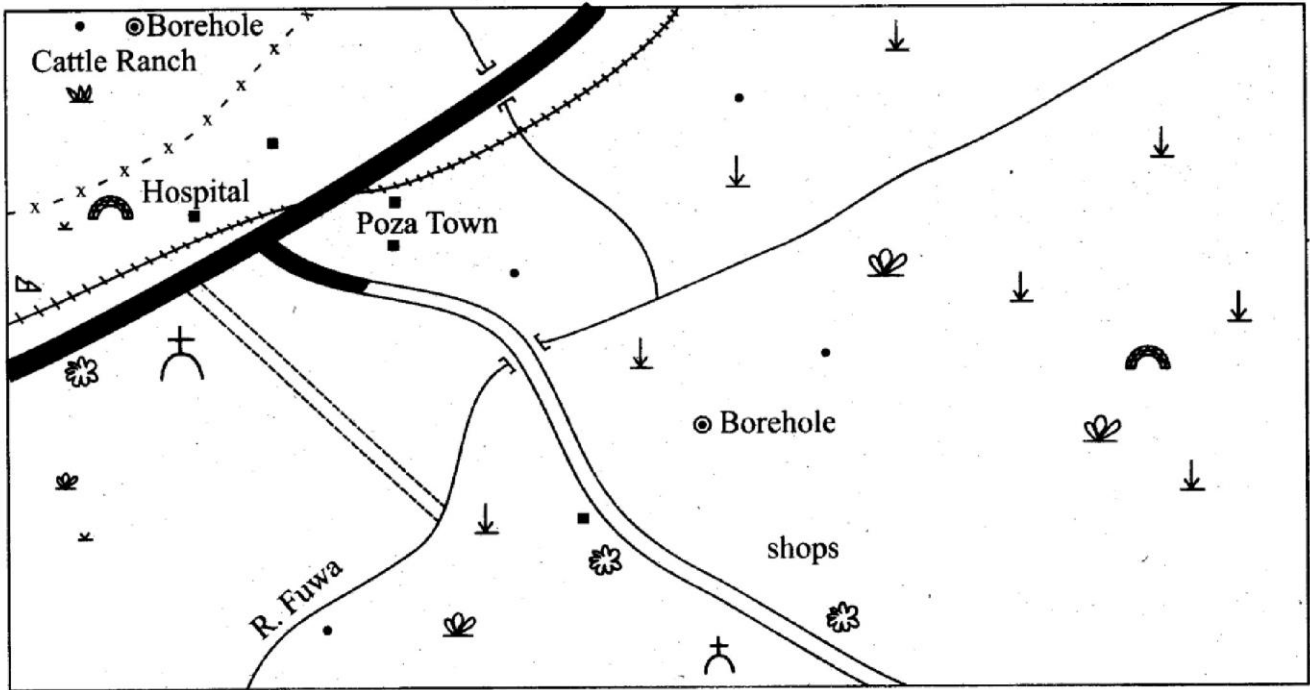 Borehole
Cattle Ranch
Hospital
Poza Town
Borehole
shops
R. Fuwa